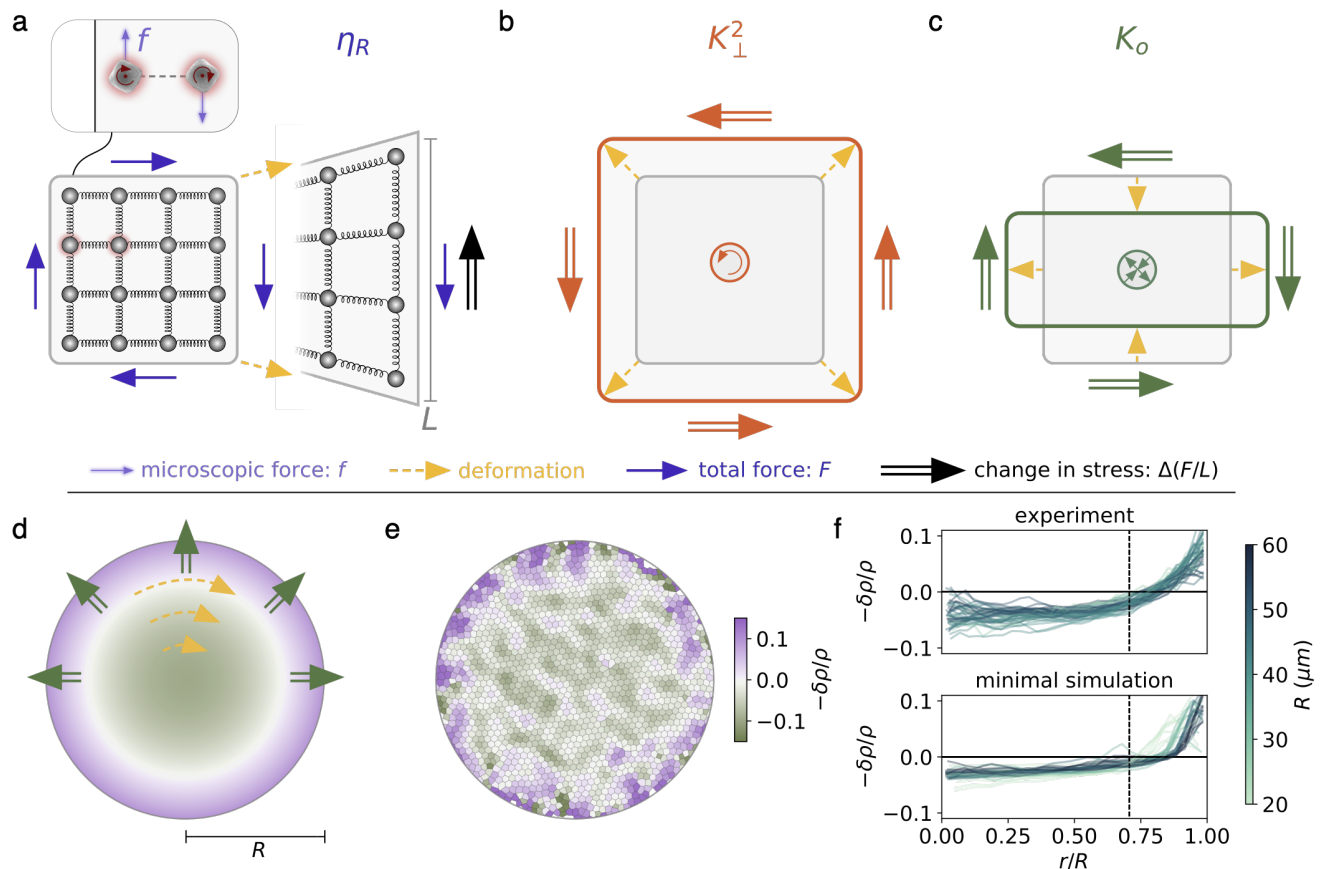 a
f
η_R
b
K_⊥^2
c
K_o
L
microscopic force: f
deformation
total force: F
change in stress: Δ(F/L)
d
R
e
0.1
0.0
−0.1
−δρ/ρ
f
experiment
0.1
0.0
−0.1
−δρ/ρ
minimal simulation
0.1
0.0
−0.1
−δρ/ρ
0.00
0.25
0.50
0.75
1.00
r/R
60
50
40
30
20
R (μm)